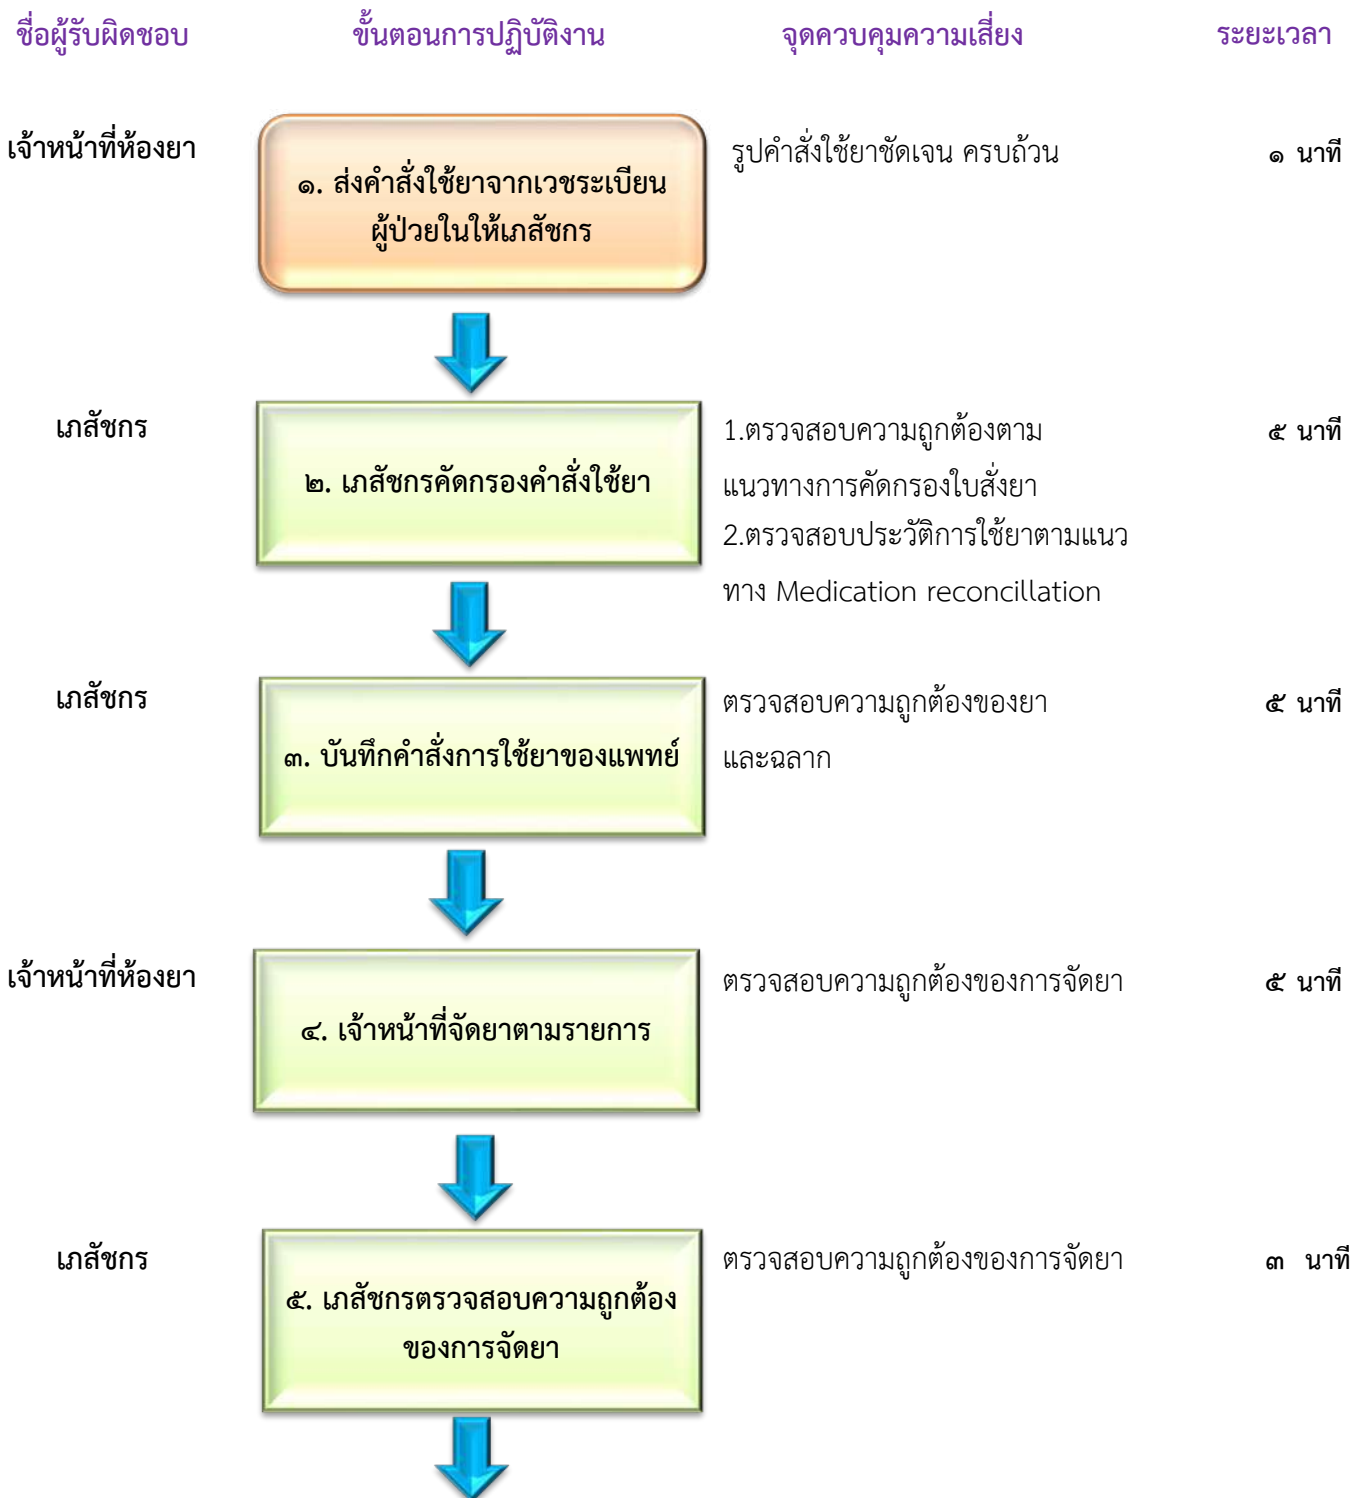 ชื่อผู้รับผิดชอบ ขั้นตอนการปฏิบัติงาน จุดควบคุมความเสี่ยง ระยะเวลา
เจ้าหน้าที่ห้องยา
๑. ส่งคำสั่งใช้ยาจากเวชระเบียน
ผู้ป่วยในให้เภสัชกร
รูปคำสั่งใช้ยาชัดเจน ครบถ้วน
๑ นาที
เภสัชกร
๒. เภสัชกรคัดกรองคำสั่งใช้ยา
1.ตรวจสอบความถูกต้องตาม
แนวทางการคัดกรองใบสั่งยา
2.ตรวจสอบประวัติการใช้ยาตามแนว
ทาง Medication reconcillation
๕ นาที
เภสัชกร
๓. บันทึกคำสั่งการใช้ยาของแพทย์
ตรวจสอบความถูกต้องของยา
และฉลาก
๕ นาที
เจ้าหน้าที่ห้องยา
๔. เจ้าหน้าที่จัดยาตามรายการ
ตรวจสอบความถูกต้องของการจัดยา
๕ นาที
เภสัชกร
๕. เภสัชกรตรวจสอบความถูกต้อง
ของการจัดยา
ตรวจสอบความถูกต้องของการจัดยา
๓ นาที